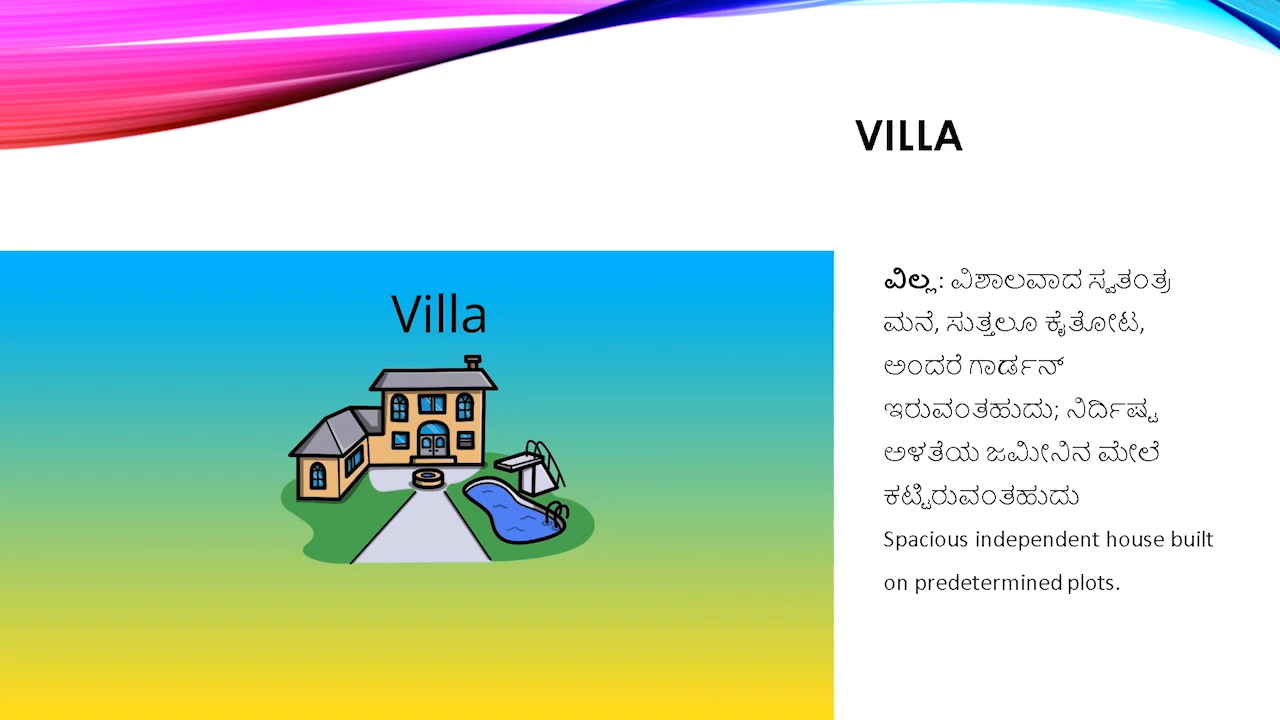 VILLA
Villa
ವಿಲ್ಲ : ವಿಶಾಲವಾದ ಸ್ವತಂತ್ರ
ಮನೆ, ಸುತ್ತಲೂ ಕೈತೋಟ,
ಅಂದರೆ ಗಾರ್ಡನ್
ಇರುವಂತಹುದು; ನಿರ್ದಿಷ್ಟ
ಅಳತೆಯ ಜಮೀನಿನ ಮೇಲೆ
ಕಟ್ಟಿರುವಂತಹುದು
Spacious independent house built
on predetermined plots.